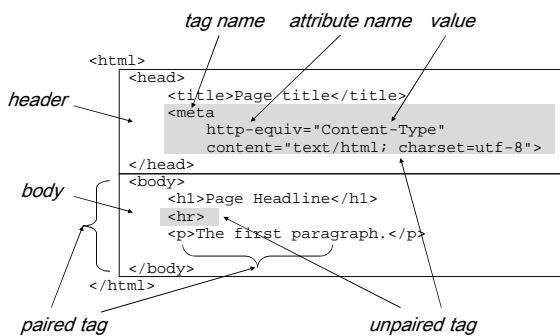 tag name attribute name value
<html>
<head>
header
<title>Page title</title>
<meta
http-equiv="Content-Type"
content="text/html; charset=utf-8">
</head>
body
<body>
<h1>Page Headline</h1>
<hr>
<p>The first paragraph.</p>
</body>
</html>
paired tag unpaired tag